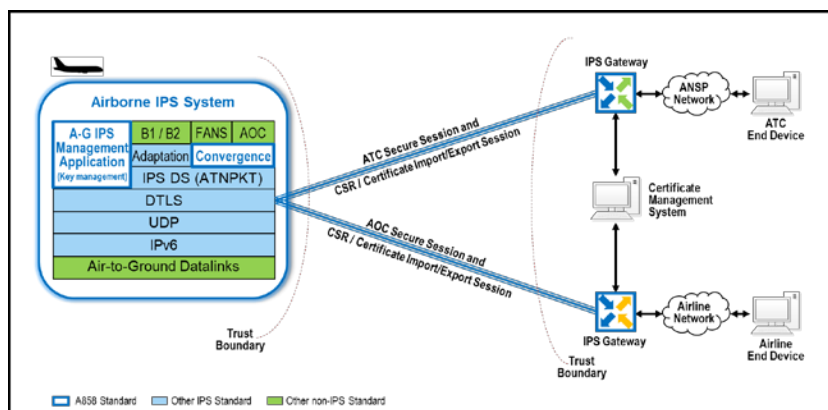 Airborne IPS System
A-G IPS
Management
Application
(Key management)
B1 / B2
FANS
AOC
Adaptation
Convergence
IPS DS (ATNPKT)
DTLS
UDP
IPv6
Air-to-Ground Datalinks
Trust
Boundary
ATC Secure Session and
CSR / Certificate Import/Export Session
AOC Secure Session and
CSR / Certificate Import/Export Session
IPS Gateway
ANSP
Network
ATC
End Device
Certificate
Management
System
IPS Gateway
Airline
Network
Airline
End Device
Trust
Boundary
A858 Standard
Other IPS Standard
Other non-IPS Standard